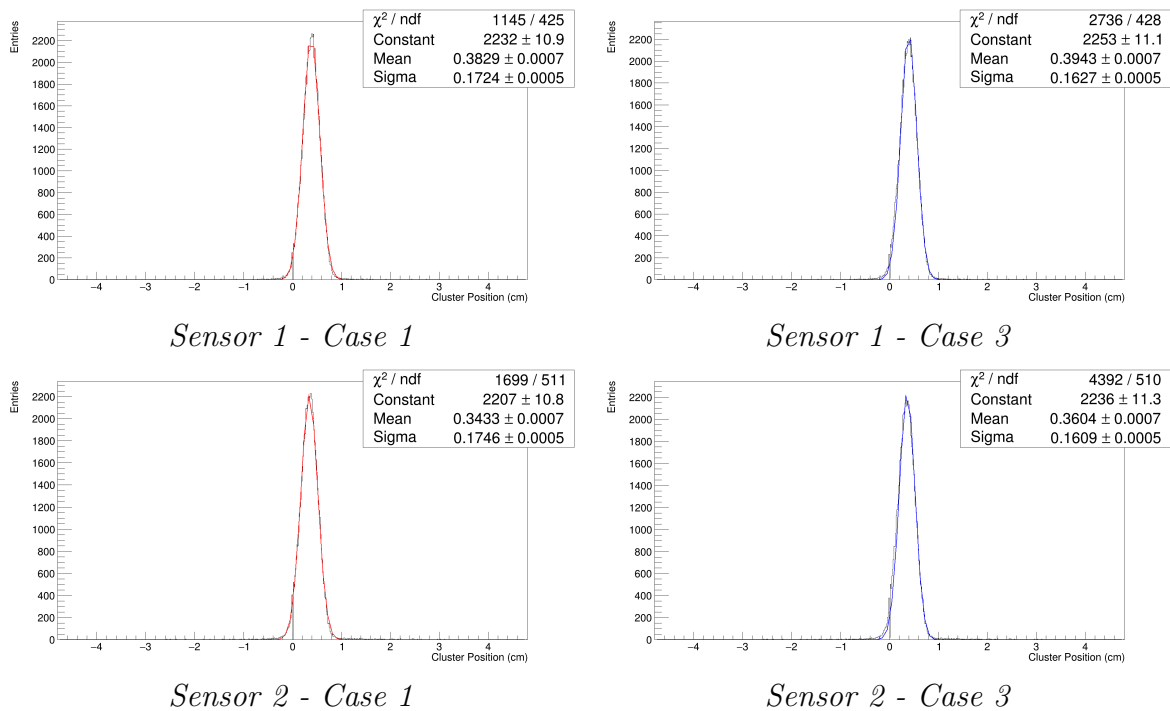 χ² / ndf 1145 / 425
Constant 2232 ± 10.9
Mean 0.3829 ± 0.0007
Sigma 0.1724 ± 0.0005
Entries
2200
2000
1800
1600
1400
1200
1000
800
600
400
200
0
−4 −3 −2 −1 0 1 2 3 4
Cluster Position (cm)
Sensor 1 - Case 1
χ² / ndf 2736 / 428
Constant 2253 ± 11.1
Mean 0.3943 ± 0.0007
Sigma 0.1627 ± 0.0005
Entries
2200
2000
1800
1600
1400
1200
1000
800
600
400
200
0
−4 −3 −2 −1 0 1 2 3 4
Cluster Position (cm)
Sensor 1 - Case 3
χ² / ndf 1699 / 511
Constant 2207 ± 10.8
Mean 0.3433 ± 0.0007
Sigma 0.1746 ± 0.0005
Entries
2200
2000
1800
1600
1400
1200
1000
800
600
400
200
0
−4 −3 −2 −1 0 1 2 3 4
Cluster Position (cm)
Sensor 2 - Case 1
χ² / ndf 4392 / 510
Constant 2236 ± 11.3
Mean 0.3604 ± 0.0007
Sigma 0.1609 ± 0.0005
Entries
2200
2000
1800
1600
1400
1200
1000
800
600
400
200
0
−4 −3 −2 −1 0 1 2 3 4
Cluster Position (cm)
Sensor 2 - Case 3